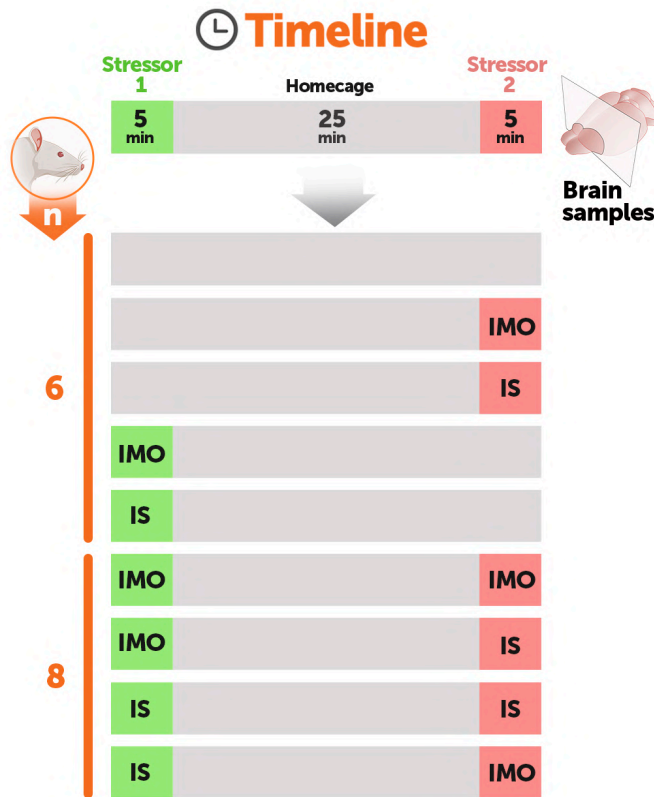 Timeline
Stressor
1
Homecage
Stressor
2
5
min
25
min
5
min
n
Brain
samples
6
IMO
IS
IMO
IS
8
IMO IMO
IMO IS
IS IS
IS IMO